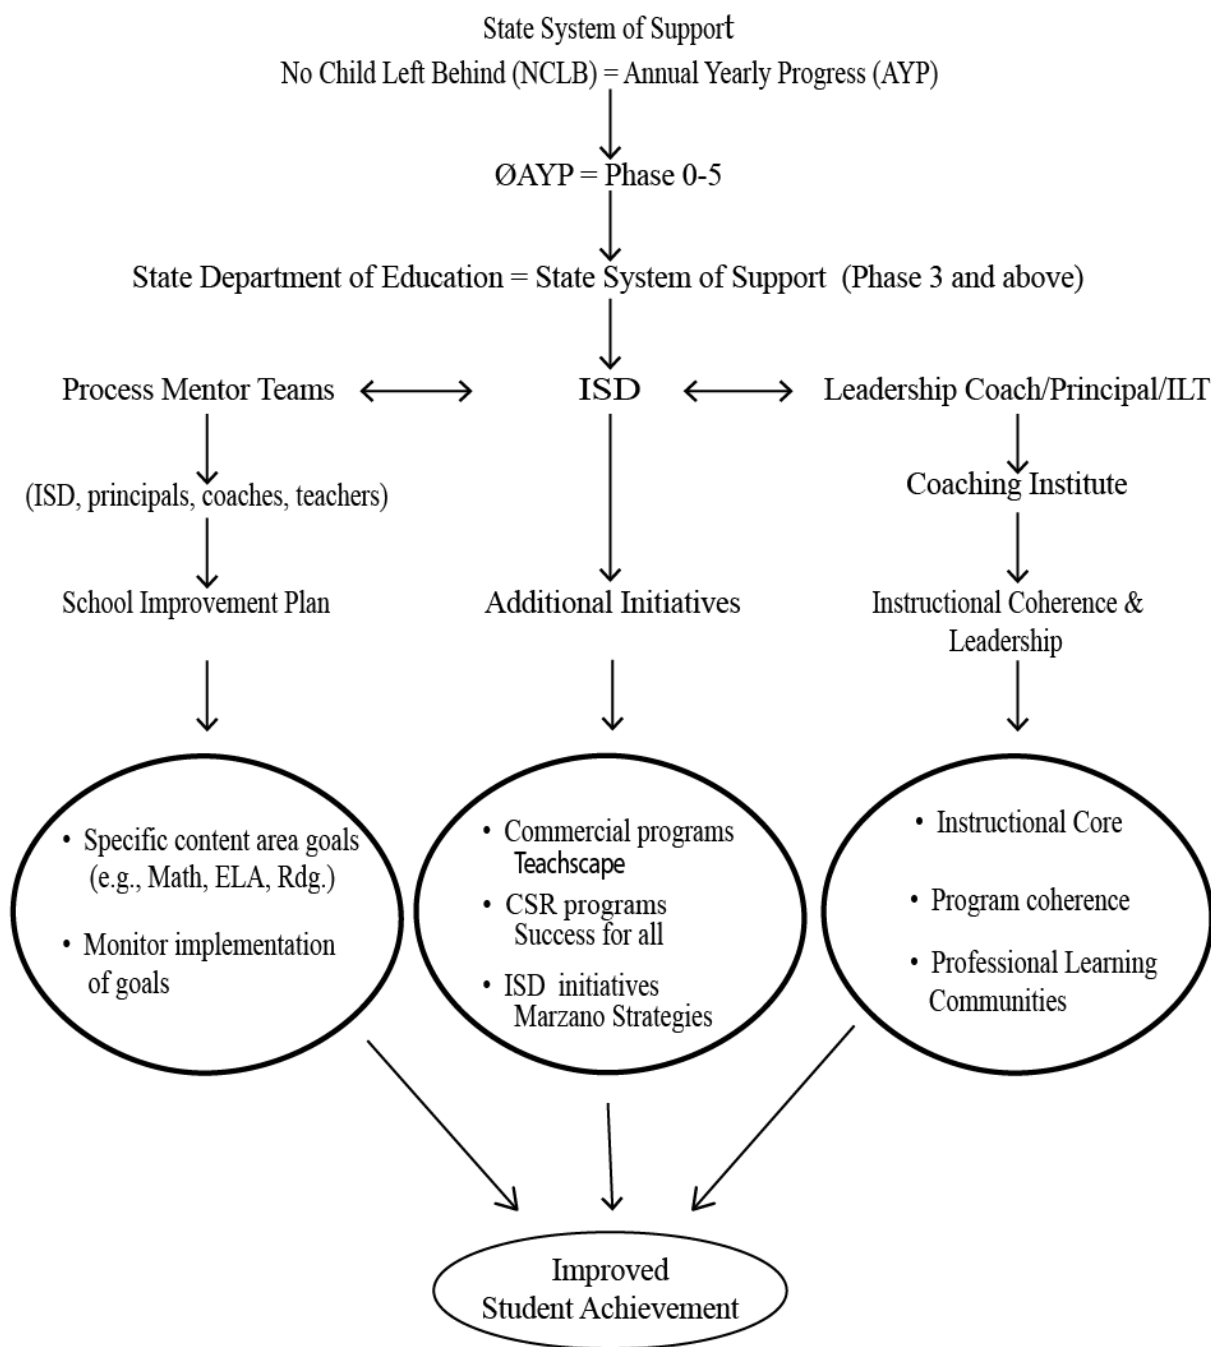 State System of Support
No Child Left Behind (NCLB) = Annual Yearly Progress (AYP)
ØAYP = Phase 0-5
State Department of Education = State System of Support (Phase 3 and above)
Process Mentor Teams
ISD
Leadership Coach/Principal/ILT
(ISD, principals, coaches, teachers)
Coaching Institute
School Improvement Plan
Additional Initiatives
Instructional Coherence &
Leadership
• Specific content area goals
(e.g., Math, ELA, Rdg.)
• Monitor implementation
of goals
• Commercial programs
Teachscape
• CSR programs
Success for all
• ISD initiatives
Marzano Strategies
• Instructional Core
• Program coherence
• Professional Learning
Communities
Improved
Student Achievement